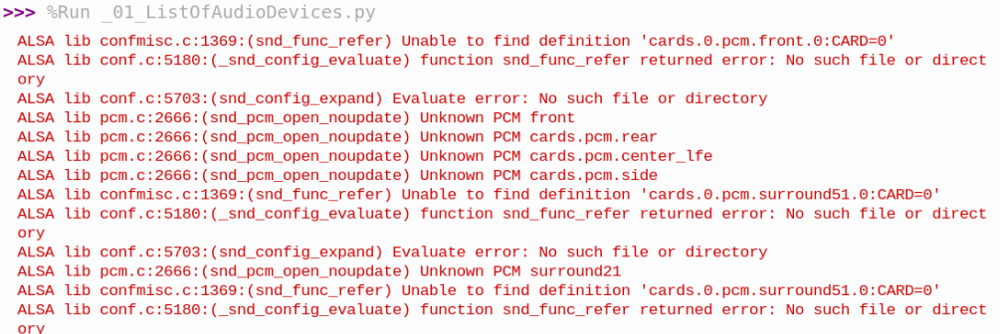 >>> %Run _01_ListOfAudioDevices.py
ALSA lib confmisc.c:1369:(snd_func_refer) Unable to find definition 'cards.0.pcm.front.0:CARD=0'
ALSA lib conf.c:5180:(_snd_config_evaluate) function snd_func_refer returned error: No such file or direct
ory
ALSA lib conf.c:5703:(snd_config_expand) Evaluate error: No such file or directory
ALSA lib pcm.c:2666:(snd_pcm_open_noupdate) Unknown PCM front
ALSA lib pcm.c:2666:(snd_pcm_open_noupdate) Unknown PCM cards.pcm.rear
ALSA lib pcm.c:2666:(snd_pcm_open_noupdate) Unknown PCM cards.pcm.center_lfe
ALSA lib pcm.c:2666:(snd_pcm_open_noupdate) Unknown PCM cards.pcm.side
ALSA lib confmisc.c:1369:(snd_func_refer) Unable to find definition 'cards.0.pcm.surround51.0:CARD=0'
ALSA lib conf.c:5180:(_snd_config_evaluate) function snd_func_refer returned error: No such file or direct
ory
ALSA lib conf.c:5703:(snd_config_expand) Evaluate error: No such file or directory
ALSA lib pcm.c:2666:(snd_pcm_open_noupdate) Unknown PCM surround21
ALSA lib confmisc.c:1369:(snd_func_refer) Unable to find definition 'cards.0.pcm.surround51.0:CARD=0'
ALSA lib conf.c:5180:(_snd_config_evaluate) function snd_func_refer returned error: No such file or direct
ory